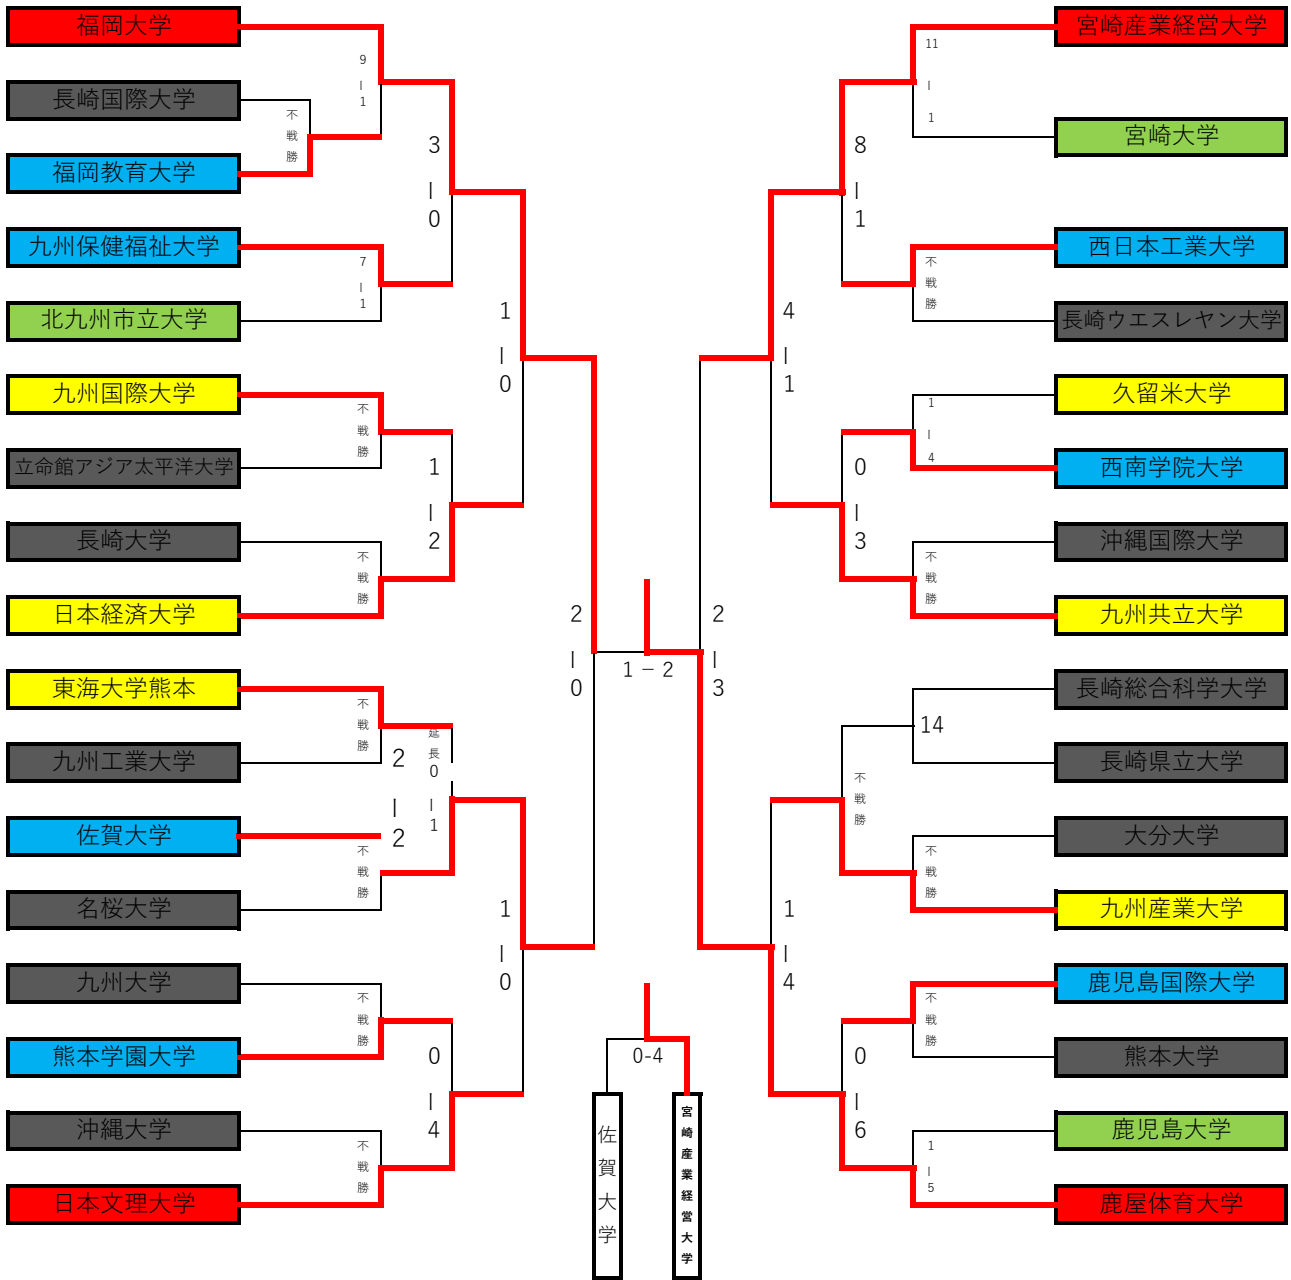 福岡大学
9
|
1
長崎国際大学
不戦勝
福岡教育大学
3
|
0
九州保健福祉大学
7
|
1
北九州市立大学
1
|
0
九州国際大学
不戦勝
立命館アジア太平洋大学
1
|
2
長崎大学
不戦勝
日本経済大学
2
|
0
東海大学熊本
不戦勝
九州工業大学
2
|
2
延長
0
|
1
佐賀大学
不戦勝
名桜大学
1
|
0
九州大学
不戦勝
熊本学園大学
0
|
4
沖縄大学
不戦勝
日本文理大学
1－2
0-4
佐賀大学
宮崎産業経営大学
宮崎産業経営大学
11
|
1
宮崎大学
8
|
1
西日本工業大学
不戦勝
長崎ウエスレヤン大学
4
|
1
久留米大学
1
|
4
西南学院大学
0
|
3
沖縄国際大学
不戦勝
九州共立大学
2
|
3
長崎総合科学大学
14
長崎県立大学
不戦勝
大分大学
不戦勝
九州産業大学
1
|
4
鹿児島国際大学
不戦勝
熊本大学
0
|
6
鹿児島大学
1
|
5
鹿屋体育大学